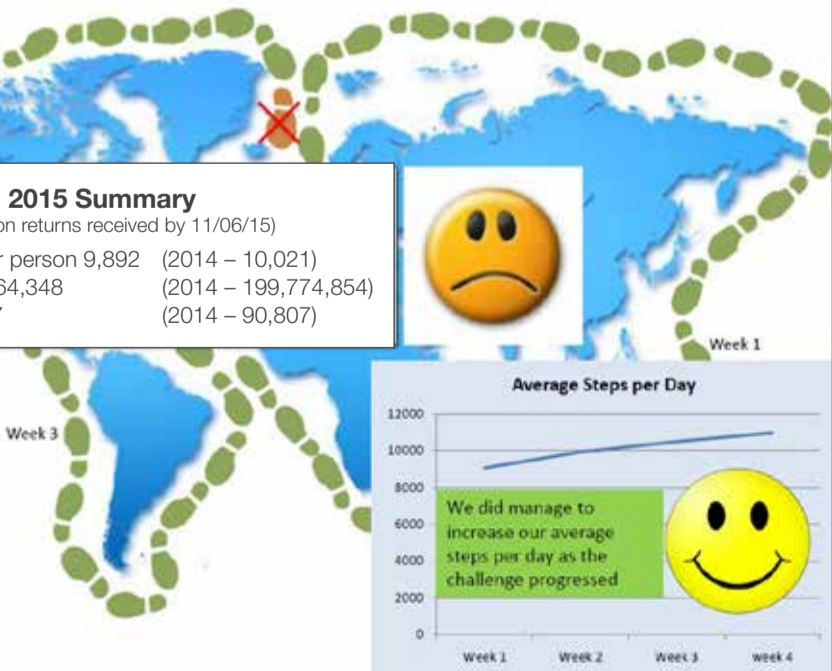 2015 Summary
on returns received by 11/06/15)
r person 9,892 (2014 – 10,021)
64,348 (2014 – 199,774,854)
(2014 – 90,807)
Week 1
Week 3
Average Steps per Day
12000
10000
8000
6000
4000
2000
0
We did manage to
increase our average
steps per day as the
challenge progressed
Week 1 Week 2 Week 3 week 4